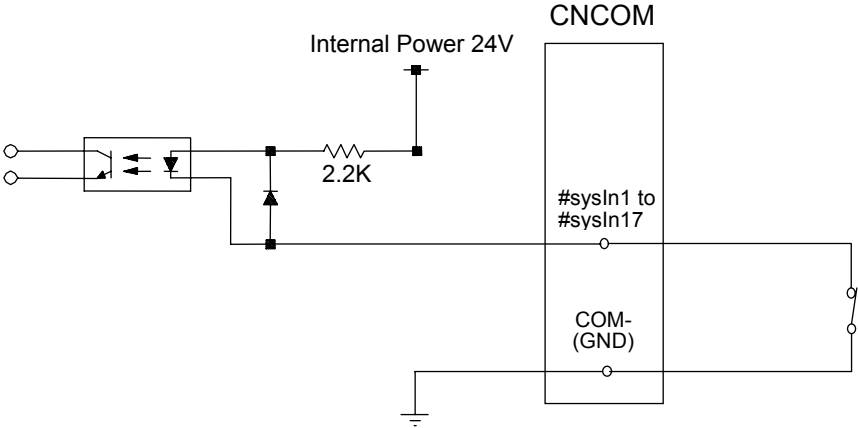 CNCOM
Internal Power 24V
2.2K
#sysIn1 to
#sysIn17
COM-
(GND)